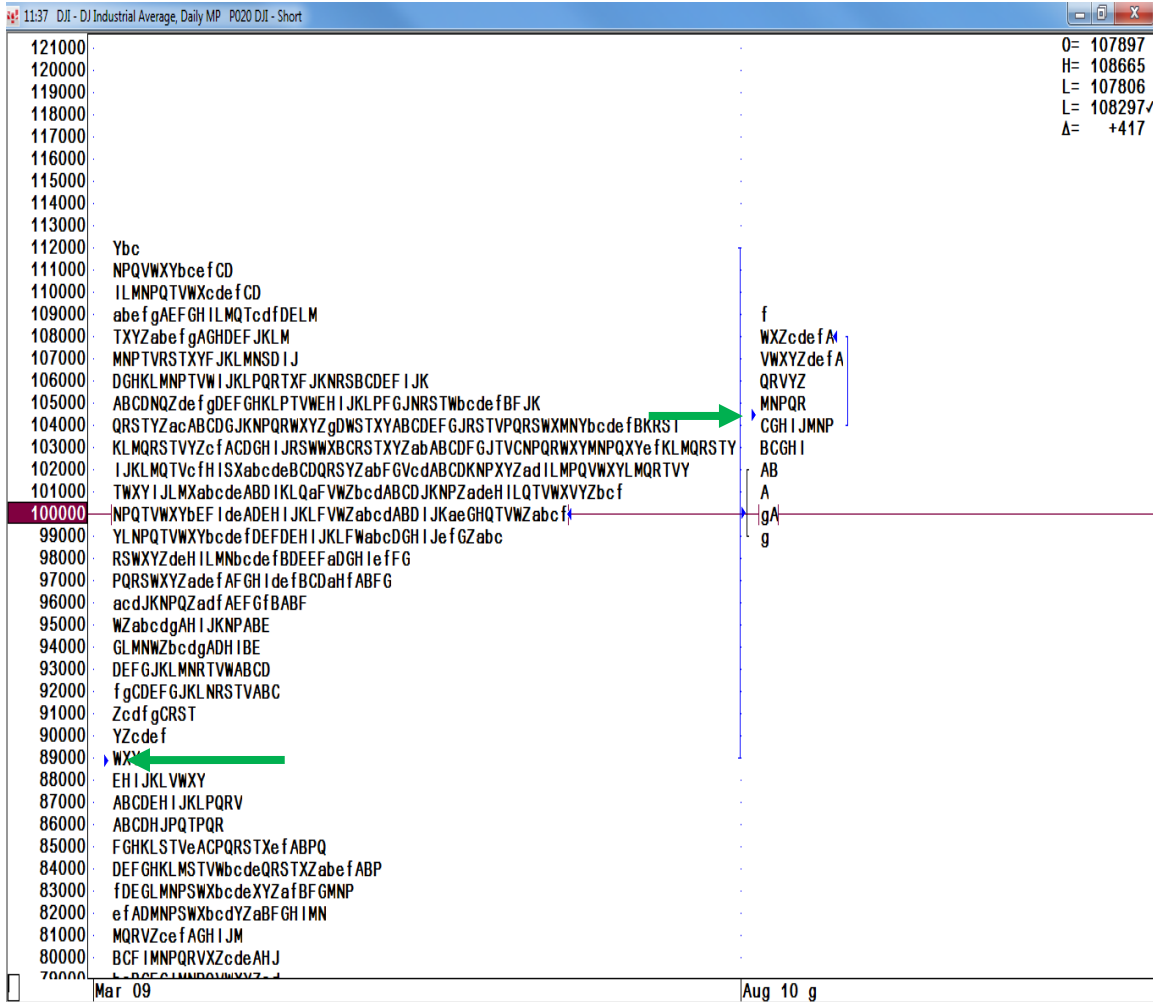 11:37 DJI - DJ Industrial Average, Daily MP P020 DJI - Short
O= 107897
H= 108665
L= 107806
L= 108297✓
Δ= +417
121000
120000
119000
118000
117000
116000
115000
114000
113000
112000 Ybc
111000 NPQVWXYbcefCD
110000 ILMNPQTVWXcdefCD
109000 abefgAEFGHILMQTcdfDELM f
108000 TXYZabefgAGHDEFJKLM WXZcdefA
107000 MNPTVRSTXYFJKLMNSDIJ VWXYZdefA
106000 DGHKLMNPTVWIJKLPQRTXFJKNRSBCDEFIJK QRVYZ
105000 ABCDNQZdefgDEFGHKLPTVWEHIJKLPFGJNRSTWbcdefBFJK MNPQR
104000 QRSTYZacABCDGJKNPQRWXYZgDWSTXYABCDEFGJRSTVPQRSWXMNYbcdefBKRST CGHIJMNP
103000 KLMQRSTVYZcfACDGHIJRSWWXBCRSTXYZabABCDFGJTVCNPQRWXYMNPQXYefKLMQRSTY BCGHI
102000 IJKLMQTVcfHISXabcdeBCDQRSYZabFGVcdABCDKNPXYZadILMPQVWXYLMQRTVY AB
101000 TWXYIJLMXabcdeABDIKLQaFVWZbcdABCDJKNPZadeHILQTVWXVYZbcf A
100000 NPQTVWXYbEFIdeADEHIJKLFVWZabcdABDIJKaeGHQTVWZabcf gA
99000 YLNPQTVWXYbcdefDEFDEHIJKLFWabcDGHIJefGZabc g
98000 RSWXYZdeHILMNbcdefBDEEFaDGHIefFG
97000 PQRSWXYZadefAFGHIdefBCDaHfABFG
96000 acdJKNPQZadfAEFGfBABF
95000 WZabcdgAHIJKNPABE
94000 GLMNWZbcdgADHIBE
93000 DEFGJKLMNRTVWABCD
92000 fgCDEFGJKLNRSTVABC
91000 ZcdfgCRST
90000 YZcdef
89000 WXY
88000 EHIJKLVWXY
87000 ABCDEHIJKLPQRV
86000 ABCDHJPQTPQR
85000 FGHKLSTVeACPQRSTXefABPQ
84000 DEFGHKLMSTVWbcdeQRSTXZabefABP
83000 fDEGLMNPSWXbcdeXYZafBFGMNP
82000 efADMNPSWXbcdYZaBFGHIMN
81000 MQRVZcefAGHIJM
80000 BCFIMNPQRVXZcdeAHJ
79000
Mar 09 Aug 10 g